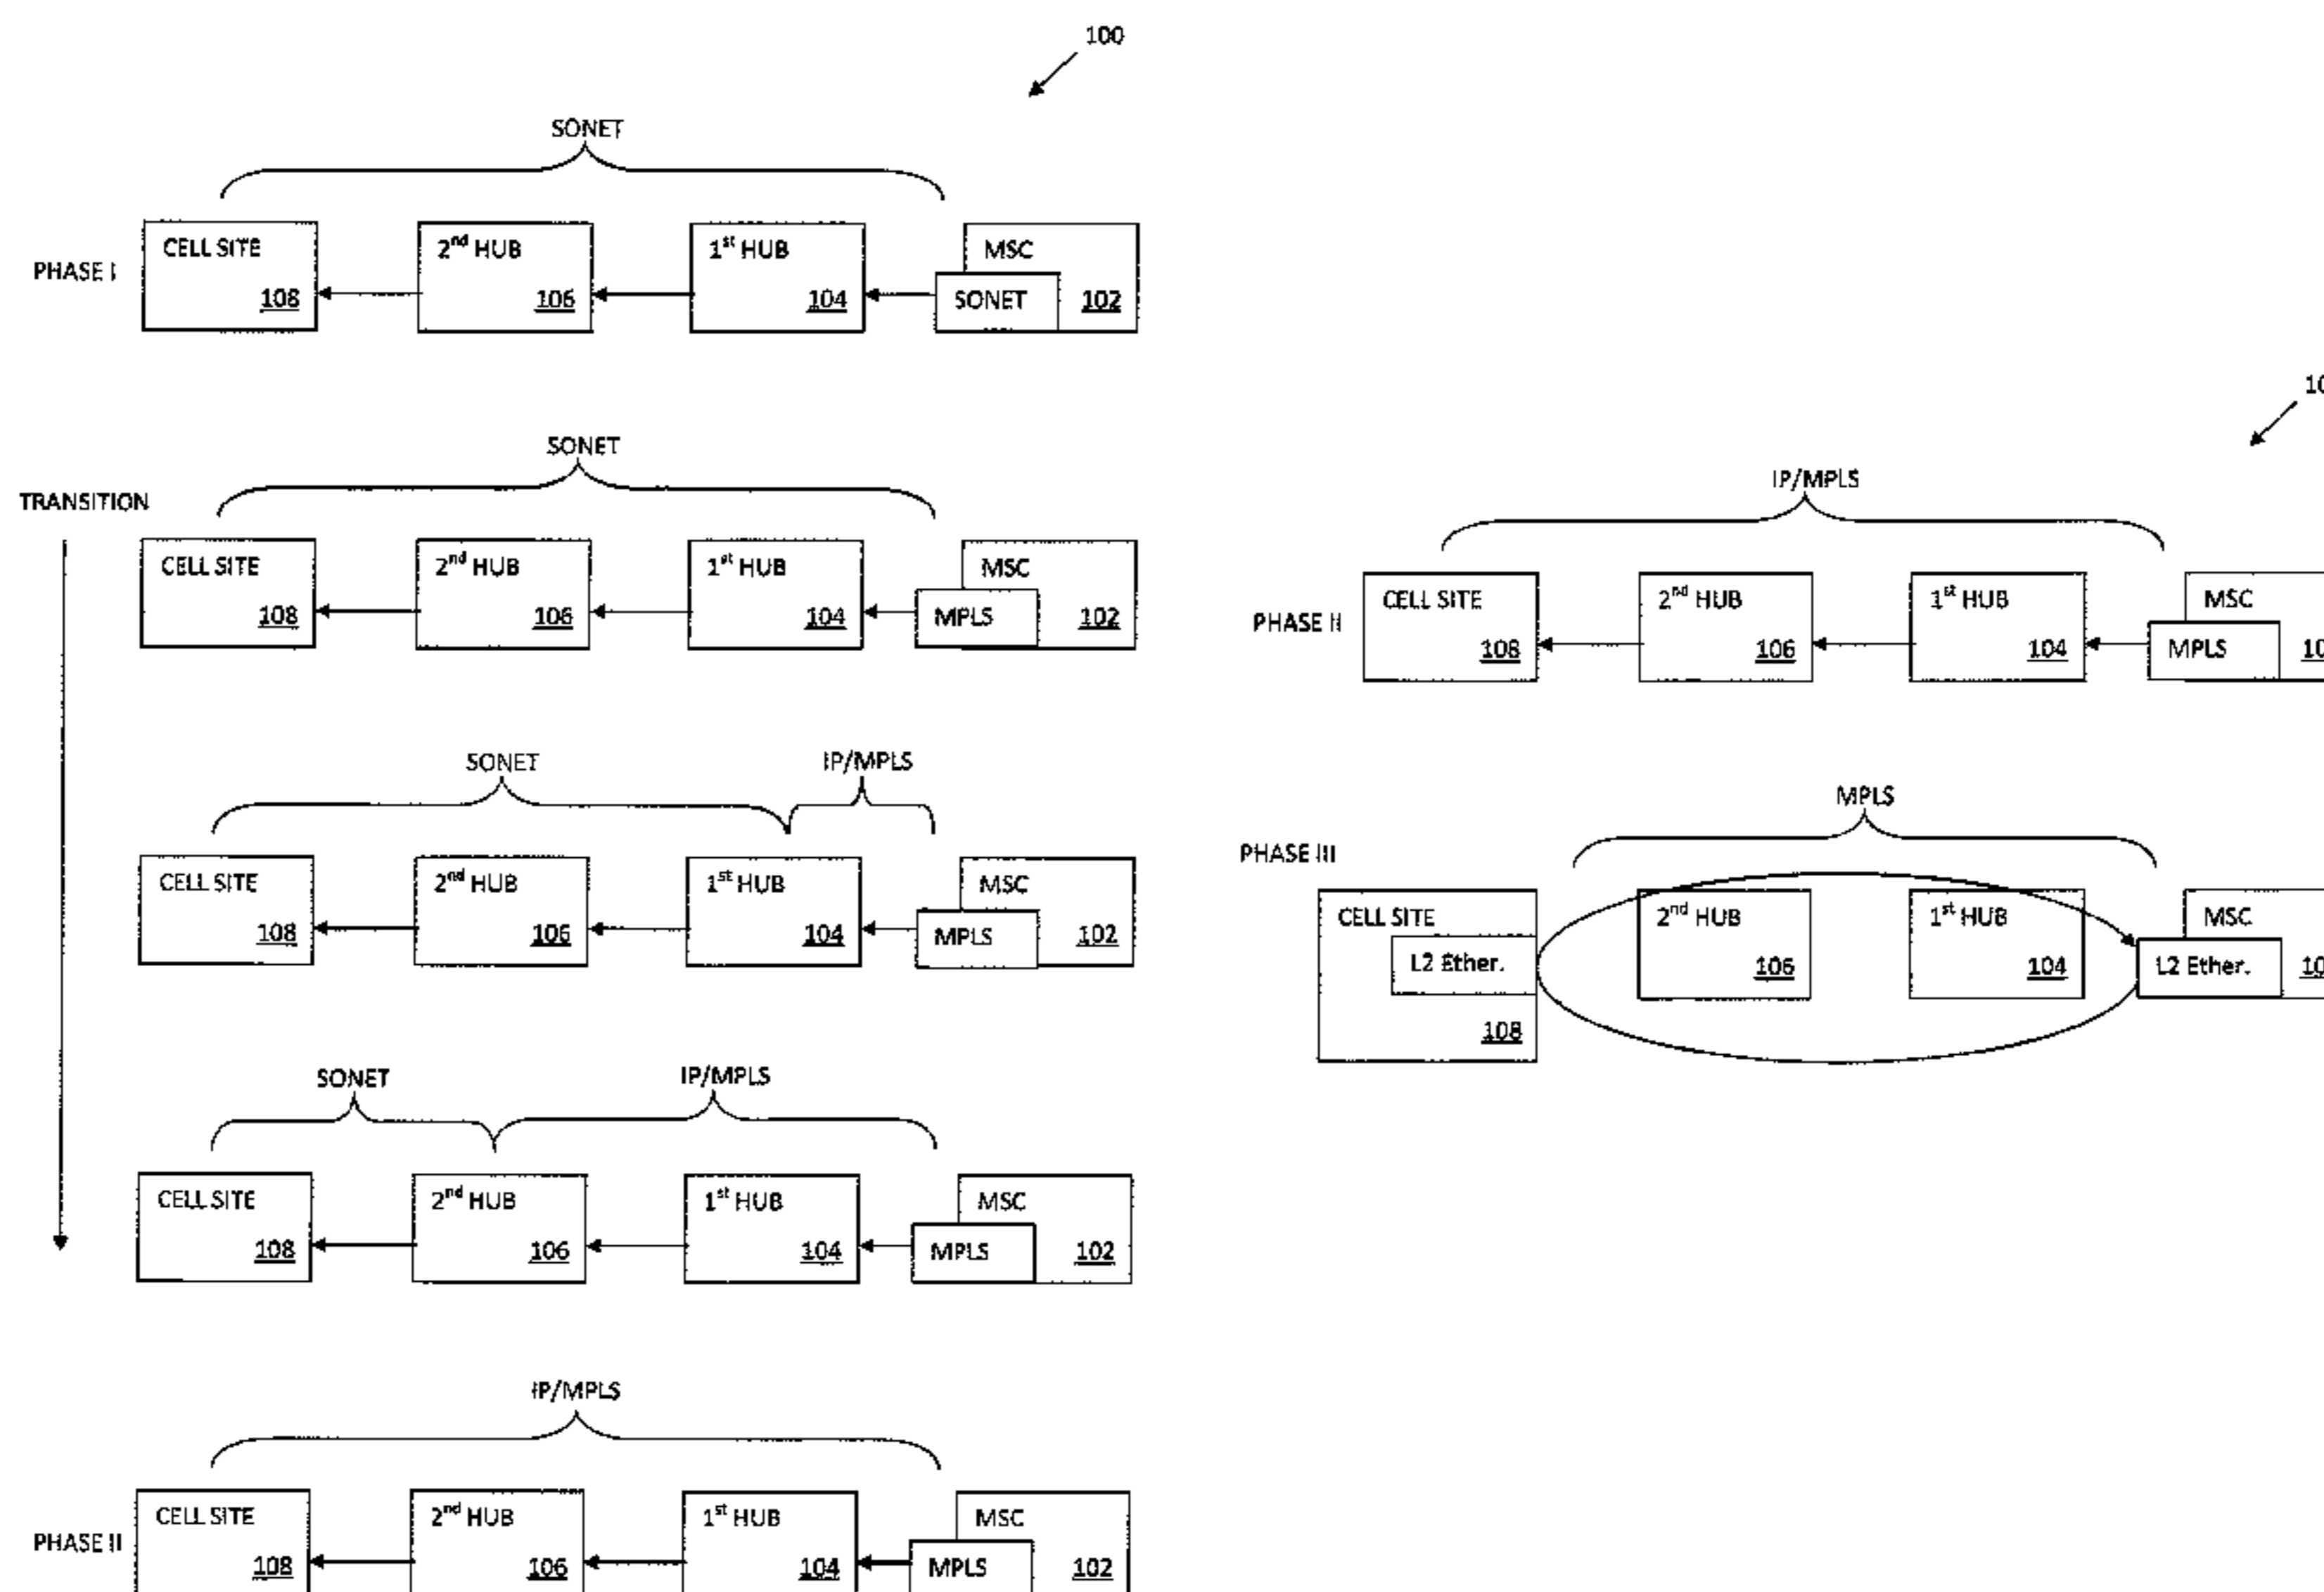 100
SONET
PHASE I
CELL SITE
2nd HUB
1st HUB
MSC
SONET
108
106
104
102
SONET
TRANSITION
CELL SITE
2nd HUB
1st HUB
MSC
MPLS
108
106
104
102
SONET
IP/MPLS
CELL SITE
2nd HUB
1st HUB
MSC
MPLS
108
106
104
102
SONET
IP/MPLS
CELL SITE
2nd HUB
1st HUB
MSC
MPLS
108
106
104
102
IP/MPLS
PHASE II
CELL SITE
2nd HUB
1st HUB
MSC
MPLS
108
106
104
102
IP/MPLS
PHASE II
CELL SITE
2nd HUB
1st HUB
MSC
MPLS
108
106
104
MPLS
PHASE III
CELL SITE
L2 Ether.
2nd HUB
1st HUB
MSC
L2 Ether.
108
106
104